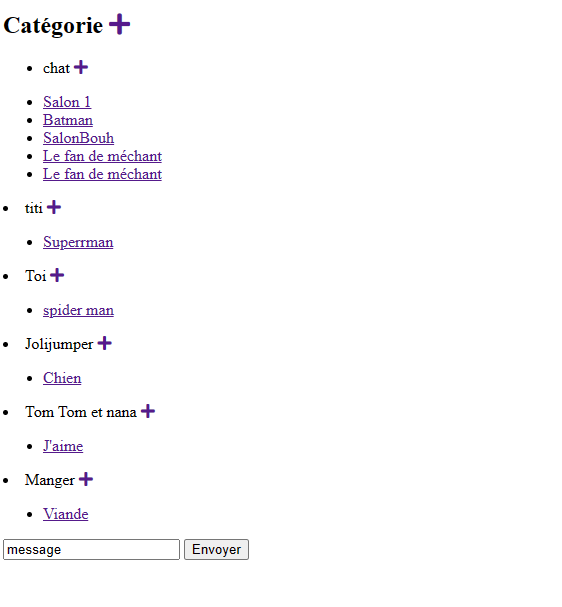 Catégorie
chat
Salon 1
Batman
SalonBouh
Le fan de méchant
Le fan de méchant
titi
Superrman
Toi
spider man
Jolijumper
Chien
Tom Tom et nana
J'aime
Manger
Viande
message Envoyer